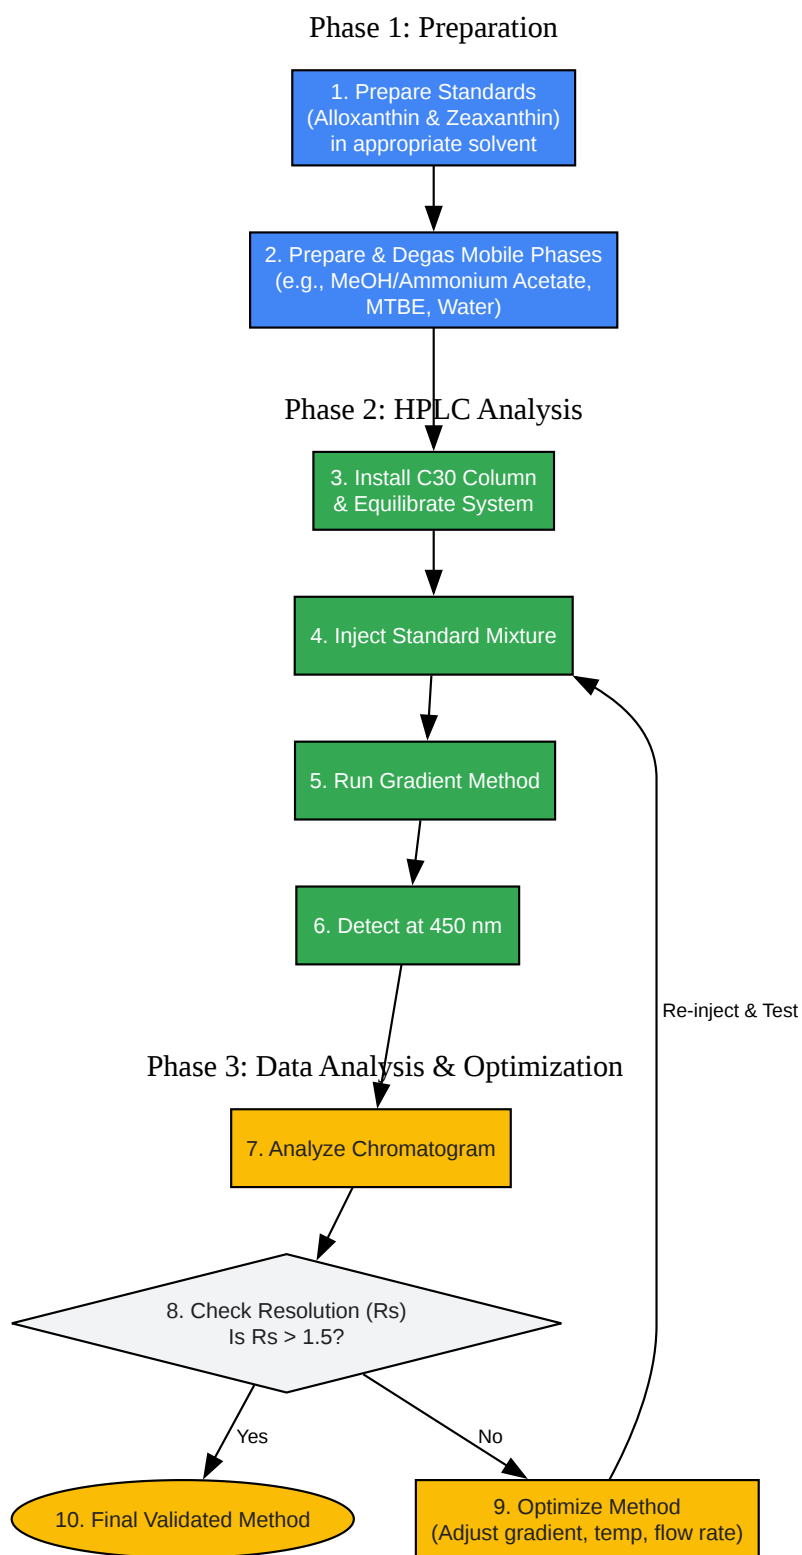 Phase 1: Preparation
1. Prepare Standards
(Alloxanthin & Zeaxanthin)
in appropriate solvent
2. Prepare & Degas Mobile Phases
(e.g., MeOH/Ammonium Acetate,
MTBE, Water)
Phase 2: HPLC Analysis
3. Install C30 Column
& Equilibrate System
4. Inject Standard Mixture
5. Run Gradient Method
6. Detect at 450 nm
Re-inject & Test
Phase 3: Data Analysis & Optimization
7. Analyze Chromatogram
8. Check Resolution (Rs)
Is Rs > 1.5?
Yes
No
10. Final Validated Method
9. Optimize Method
(Adjust gradient, temp, flow rate)